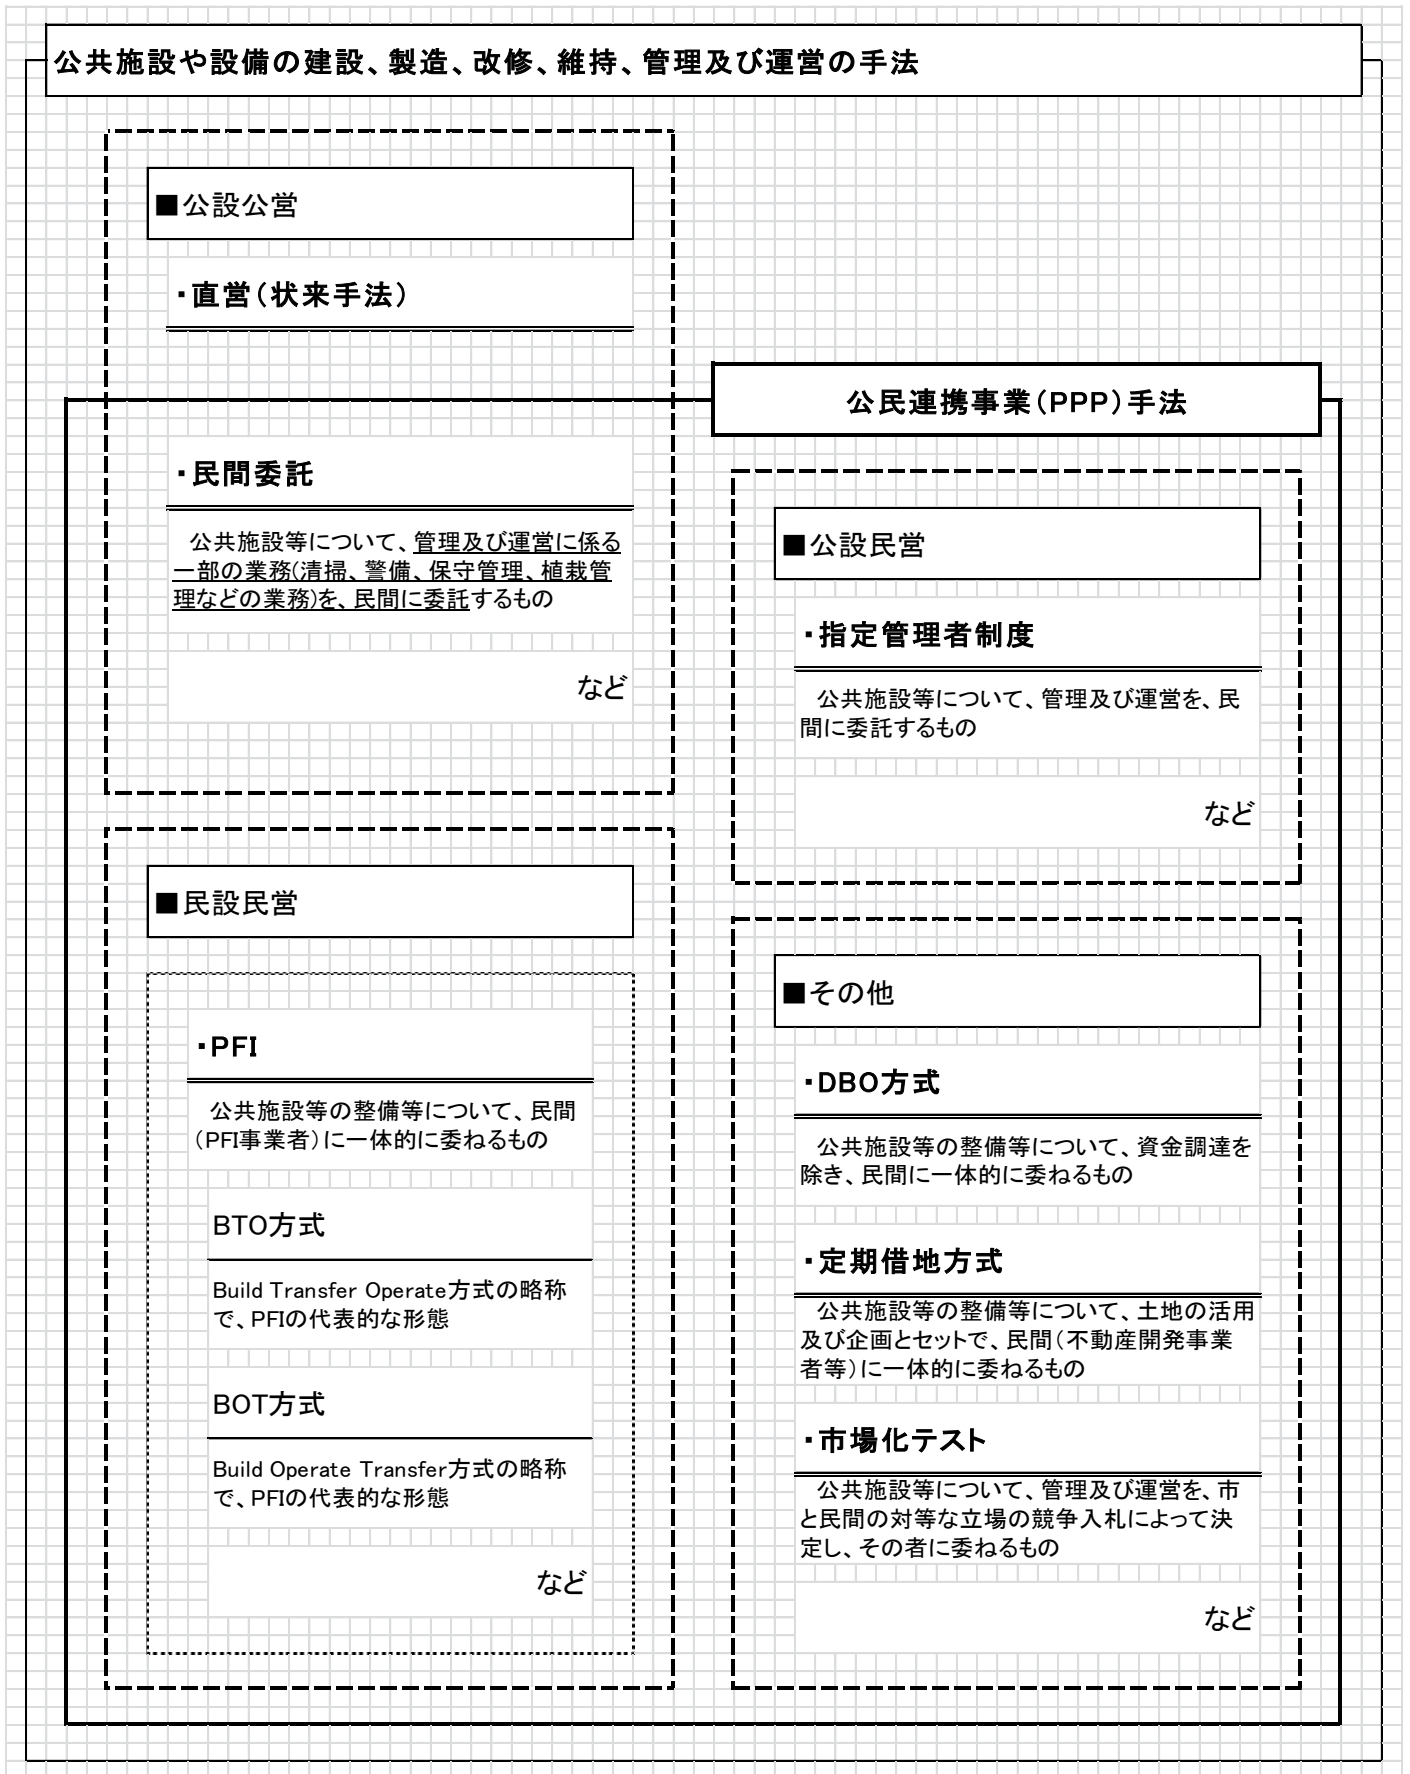 公共施設や設備の建設、製造、改修、維持、管理及び運営の手法
■公設公営
・直営(状来手法)
公民連携事業(PPP)手法
・民間委託
公共施設等について、管理及び運営に係る
一部の業務(清掃、警備、保守管理、植栽管
理などの業務)を、民間に委託するもの
など
■公設民営
・指定管理者制度
公共施設等について、管理及び運営を、民
間に委託するもの
など
■民設民営
・PFI
公共施設等の整備等について、民間
(PFI事業者)に一体的に委ねるもの
BTO方式
Build Transfer Operate方式の略称
で、PFIの代表的な形態
BOT方式
Build Operate Transfer方式の略称
で、PFIの代表的な形態
など
■その他
・DBO方式
公共施設等の整備等について、資金調達を
除き、民間に一体的に委ねるもの
・定期借地方式
公共施設等の整備等について、土地の活用
及び企画とセットで、民間(不動産開発事業
者等)に一体的に委ねるもの
・市場化テスト
公共施設等について、管理及び運営を、市
と民間の対等な立場の競争入札によって決
定し、その者に委ねるもの
など